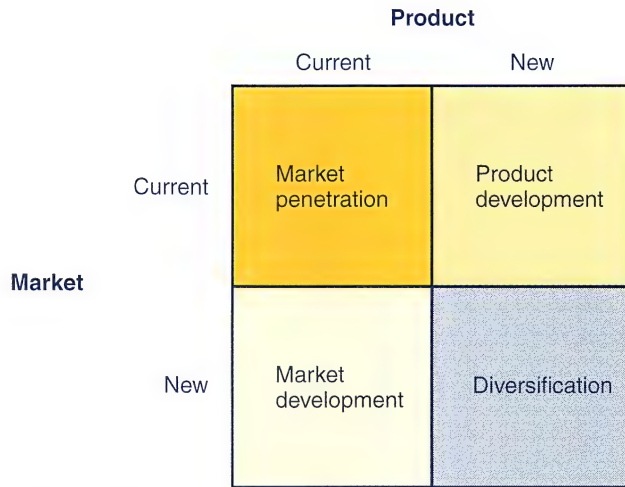 Product
Current New
Current
Market
penetration
Product
development
Market
New
Market
development
Diversification